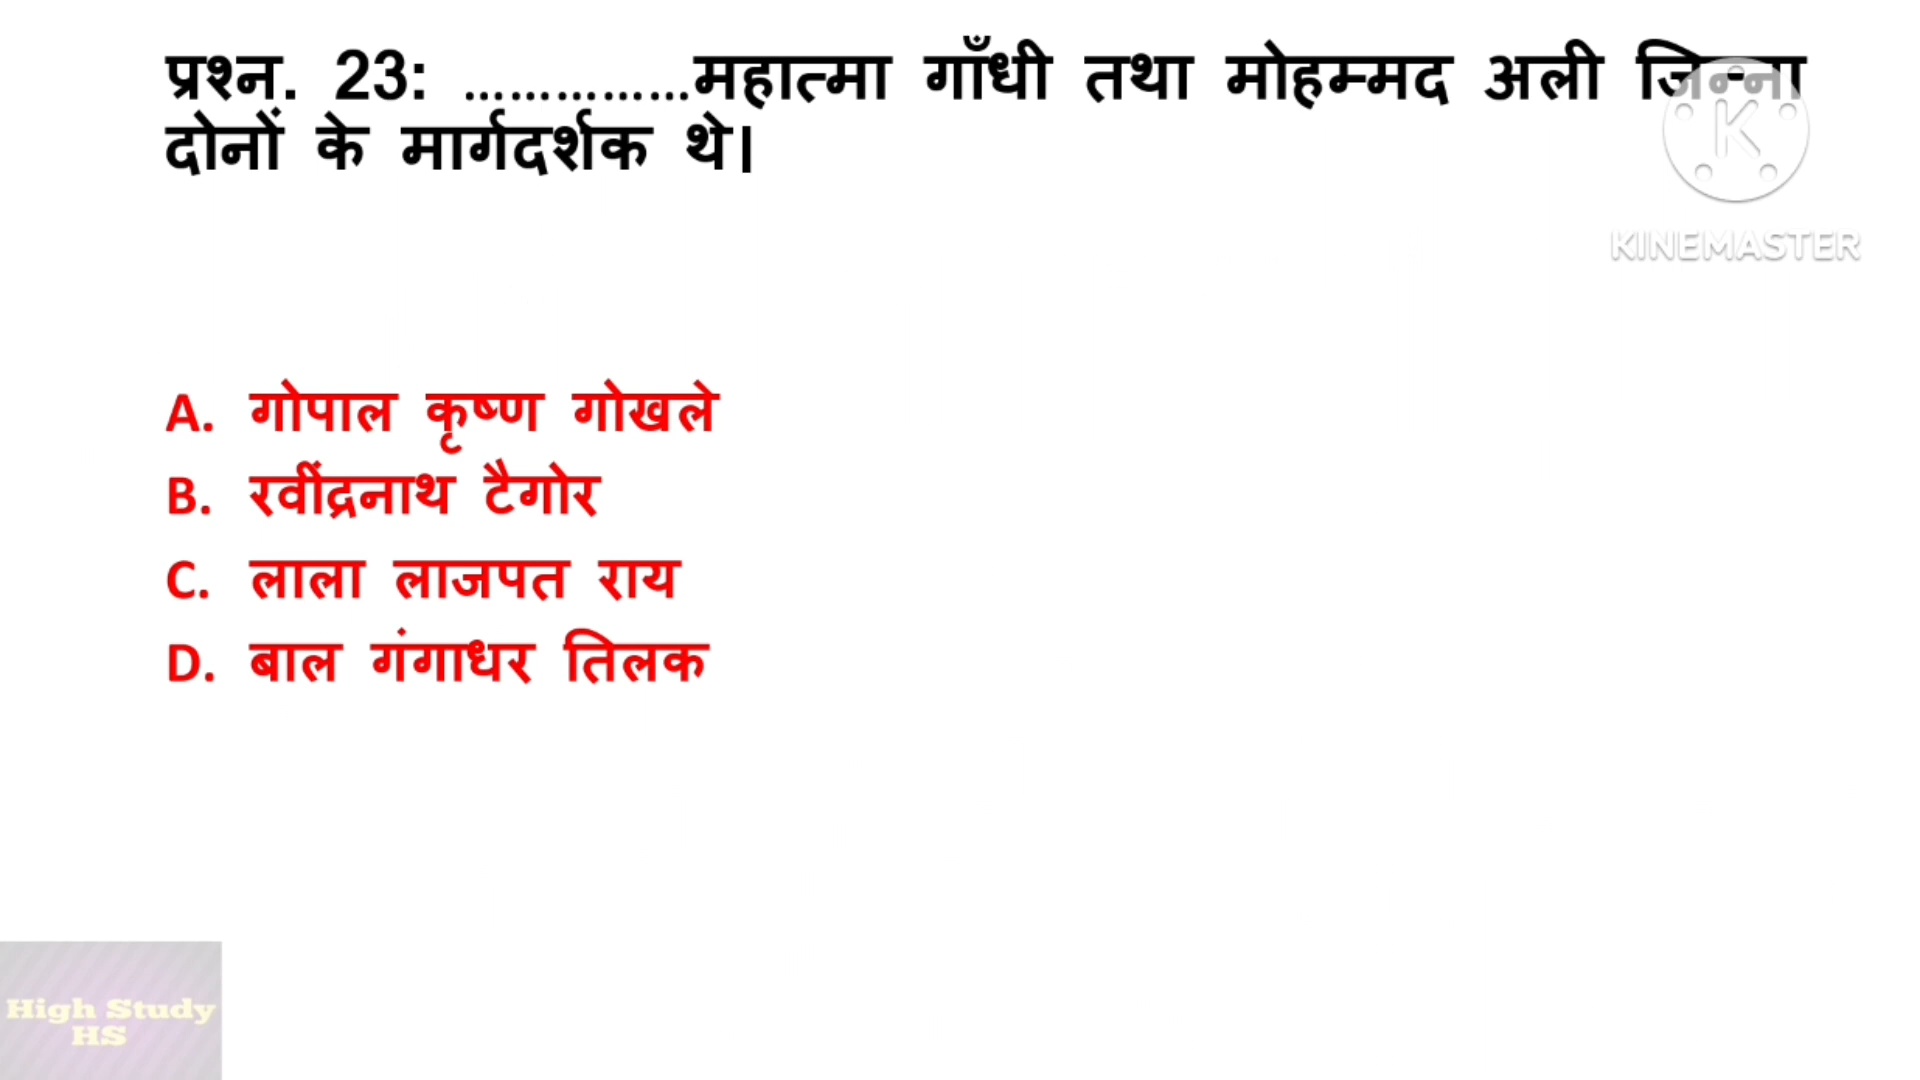 प्रश्न. 23: ...............महात्मा गाँधी तथा मोहम्मद अली जिन्ना
दोनों के मार्गदर्शक थे।
K
KINEMASTER
A. गोपाल कृष्ण गोखले
B. रवींद्रनाथ टैगोर
C. लाला लाजपत राय
D. बाल गंगाधर तिलक
High Study
HS